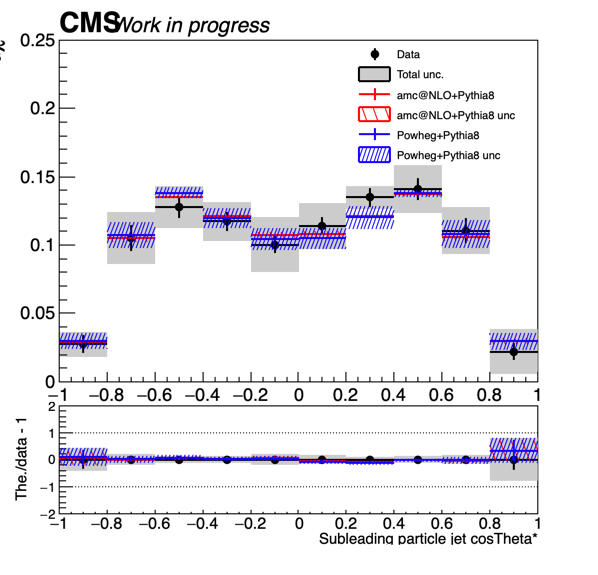 CMS Work in progress
%
0.25
0.2
0.15
0.1
0.05
0
Data
Total unc.
amc@NLO+Pythia8
amc@NLO+Pythia8 unc
Powheg+Pythia8
Powheg+Pythia8 unc
−1 −0.8 −0.6 −0.4 −0.2 0 0.2 0.4 0.6 0.8 1
The./data - 1
2
1
0
−1
−2
−1 −0.8 −0.6 −0.4 −0.2 0 0.2 0.4 0.6 0.8 1
Subleading particle jet cosTheta*